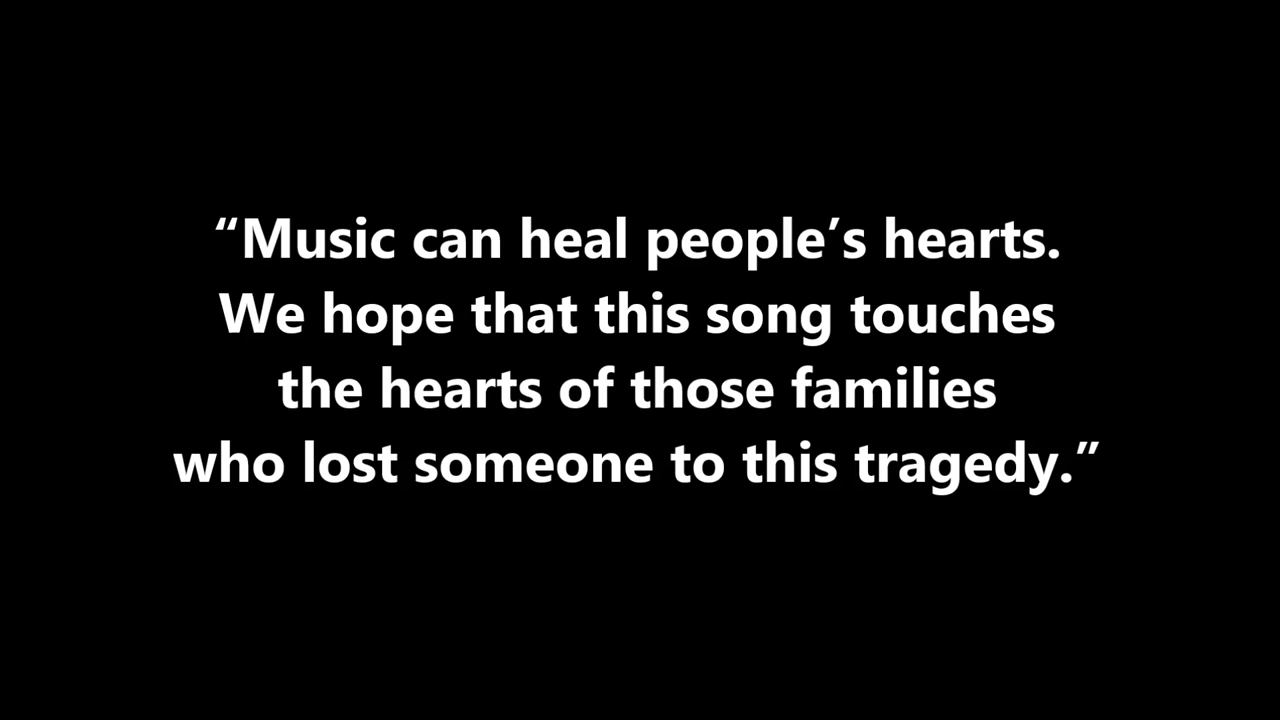 “Music can heal people’s hearts.
We hope that this song touches
the hearts of those families
who lost someone to this tragedy.”